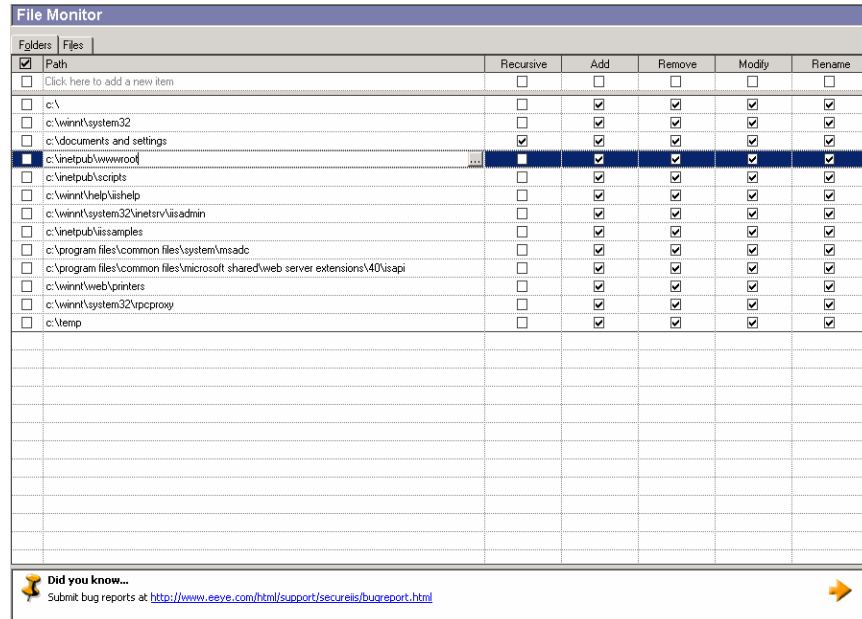 File Monitor
Folders Files
Path Recursive Add Remove Modify Rename
Click here to add a new item
c:\
c:\winnt\system32
c:\documents and settings
c:\inetpub\wwwroot ...
c:\inetpub\scripts
c:\winnt\help\iishelp
c:\winnt\system32\inetsrv\iisadmin
c:\inetpub\iissamples
c:\program files\common files\system\msadc
c:\program files\common files\microsoft shared\web server extensions\40\isapi
c:\winnt\web\printers
c:\winnt\system32\rpcproxy
c:\temp
Did you know...
Submit bug reports at http://www.eeye.com/html/support/secureiis/bugreport.html